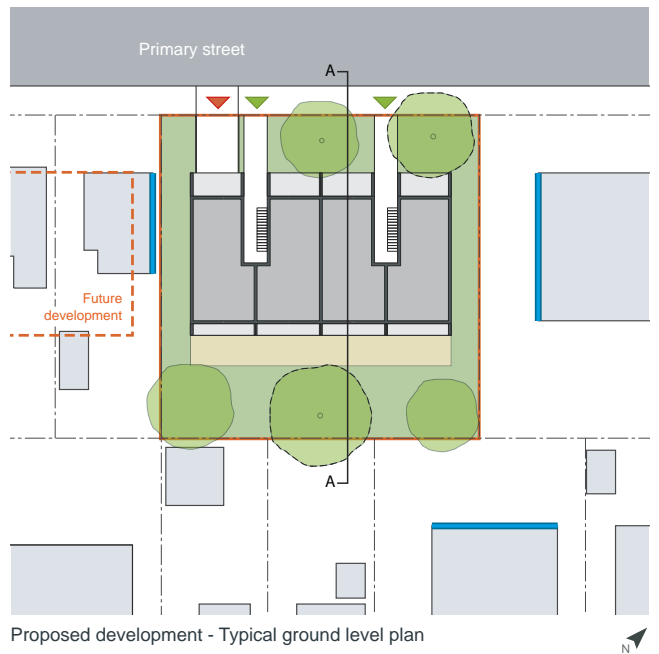 Primary street
A
Future
development
A
Proposed development - Typical ground level plan
N